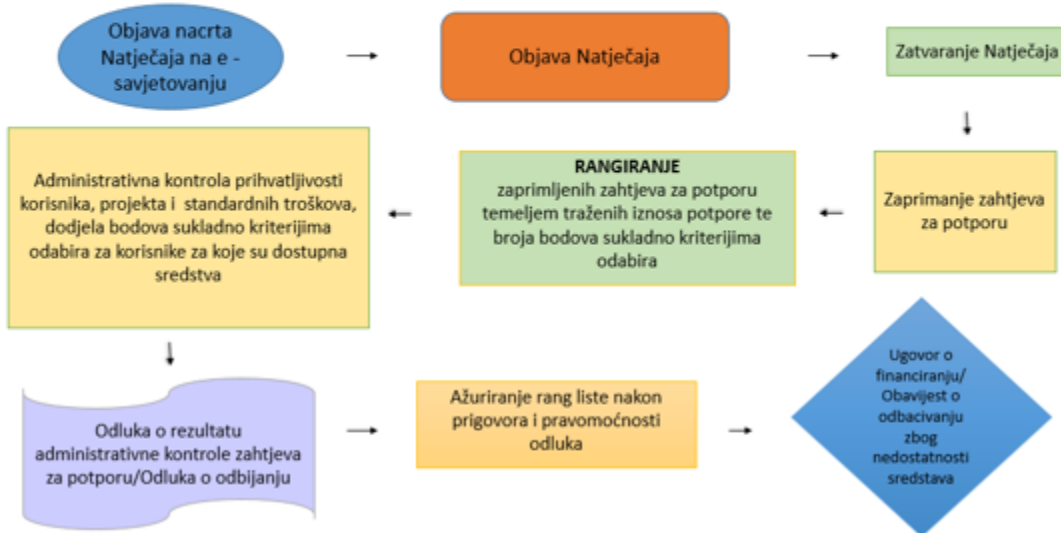 Objava nacrta
Natječaja na e -
savjetovanju
Objava Natječaja
Zatvaranje Natječaja
Zaprimanje zahtjeva
za potporu
RANGIRANJE
zaprimljenih zahtjeva za potporu
temeljem traženih iznosa potpore te
broja bodova sukladno kriterijima
odabira
Administrativna kontrola prihvatljivosti
korisnika, projekta i standardnih troškova,
dodjela bodova sukladno kriterijima
odabira za korisnike za koje su dostupna
sredstva
Odluka o rezultatu
administrativne kontrole zahtjeva
za potporu/Odluka o odbijanju
Ažuriranje rang liste nakon
prigovora i pravomoćnosti
odluka
Ugovor o
financiranju/
Obavijest o
odbacivanju
zbog
nedostatnosti
sredstava